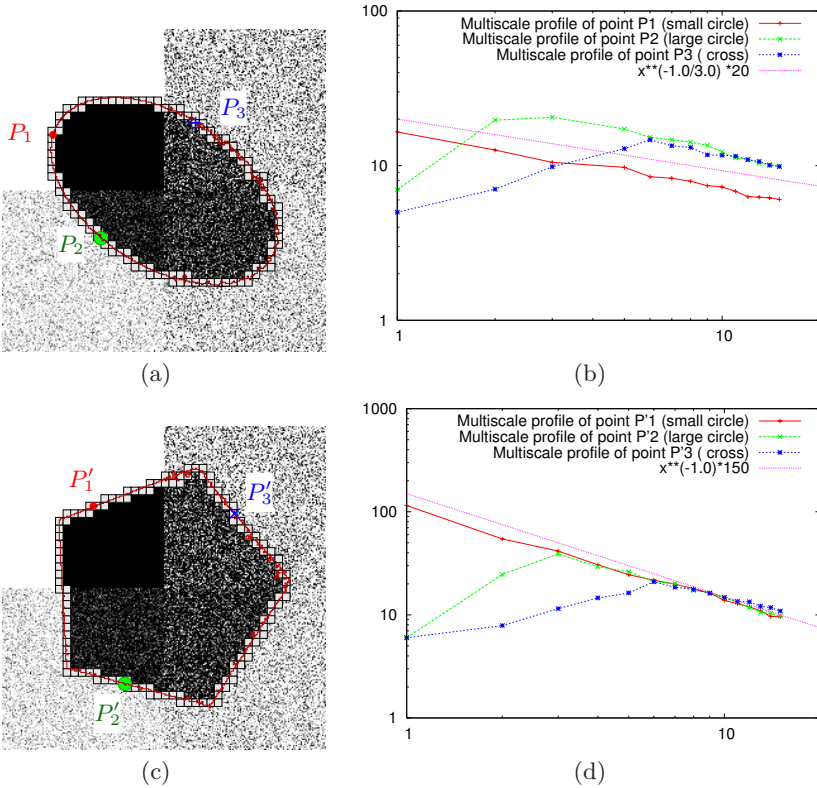 P1
P2
P3
(a)
100
10
1
1
10
Multiscale profile of point P1 (small circle)
Multiscale profile of point P2 (large circle)
Multiscale profile of point P3 ( cross)
x**(-1.0/3.0) *20
(b)
P'1
P'2
P'3
(c)
1000
100
10
1
1
10
Multiscale profile of point P'1 (small circle)
Multiscale profile of point P'2 (large circle)
Multiscale profile of point P'3 ( cross)
x**(-1.0)*150
(d)